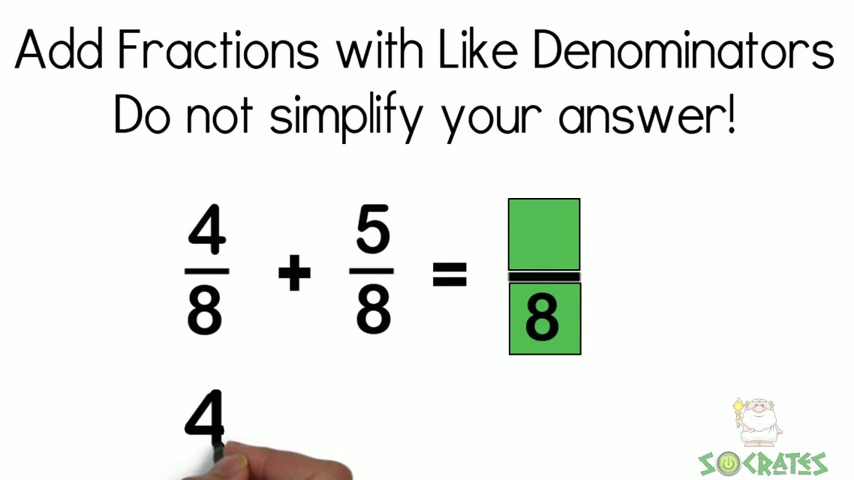 Add Fractions with Like Denominators
Do not simplify your answer!
4/8 + 5/8 = /8
4
SOCRATES